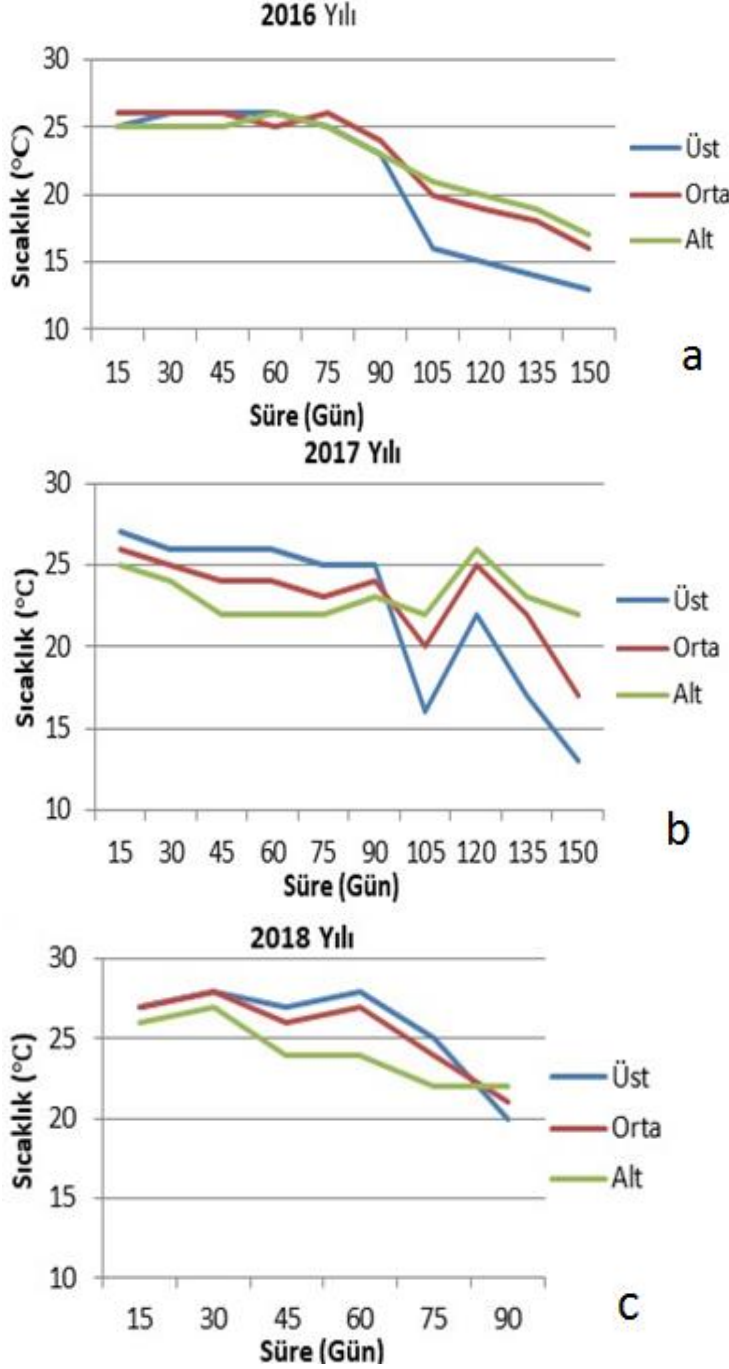 2016 Yılı
30
25
20
15
10
Sıcaklık (°C)
Üst
Orta
Alt
15 30 45 60 75 90 105 120 135 150
Süre (Gün)
a
2017 Yılı
30
25
20
15
10
Sıcaklık (°C)
Üst
Orta
Alt
15 30 45 60 75 90 105 120 135 150
Süre (Gün)
b
2018 Yılı
30
25
20
15
10
Sıcaklık (°C)
Üst
Orta
Alt
15 30 45 60 75 90
Süre (Gün)
c